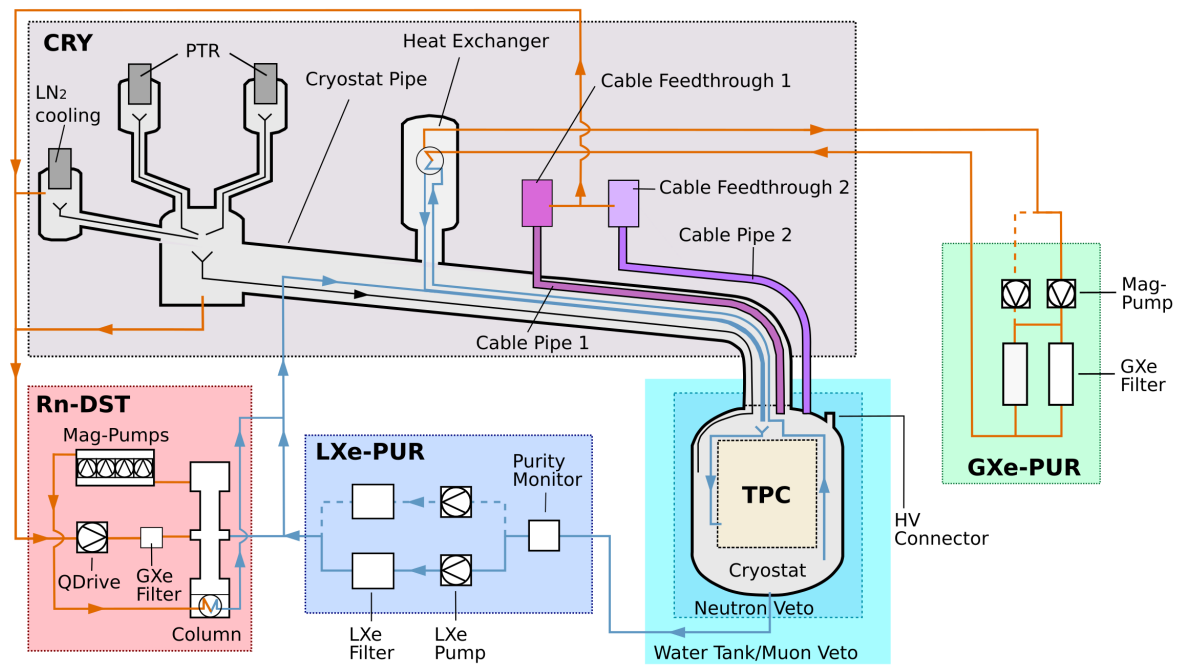 CRY
PTR
Heat Exchanger
Cryostat Pipe
Cable Feedthrough 1
LN2
cooling
Cable Feedthrough 2
Cable Pipe 2
Cable Pipe 1
Mag-
Pump
GXe
Filter
GXe-PUR
Rn-DST
Mag-Pumps
QDrive
GXe
Filter
Column
LXe-PUR
Purity
Monitor
LXe
Filter
LXe
Pump
TPC
Cryostat
Neutron Veto
Water Tank/Muon Veto
HV
Connector